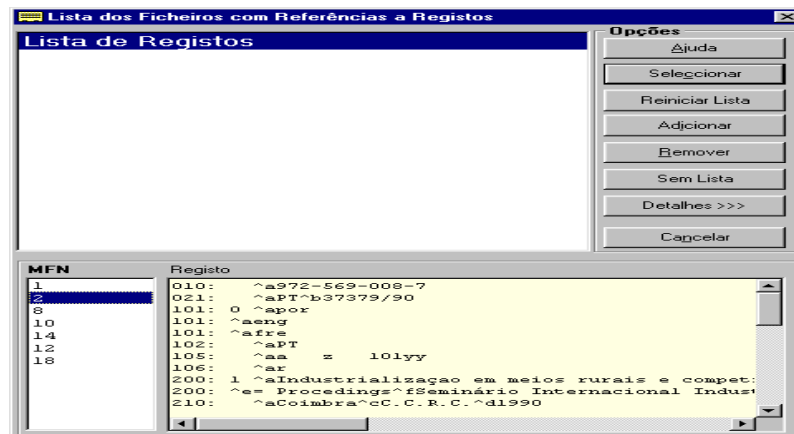 Lista dos Ficheiros com Referências a Registos
Lista de Registos
Opções
Ajuda
Seleccionar
Reiniciar Lista
Adicionar
Remover
Sem Lista
Detalhes >>>
Cancelar
MFN
1
2
8
10
14
12
18
Registo
010: ^a972-569-008-7
021: ^aPT^b37379/90
101: 0 ^apor
101: ^aeng
101: ^afre
102: ^aPT
105: ^aa z 101yy
106: ^ar
200: 1 ^aIndustrializaçao em meios rurais e compet
200: ^e= Procedings^fSeminário Internacional Indust
210: ^aCoimbra^cC.C.R.C.^d1990